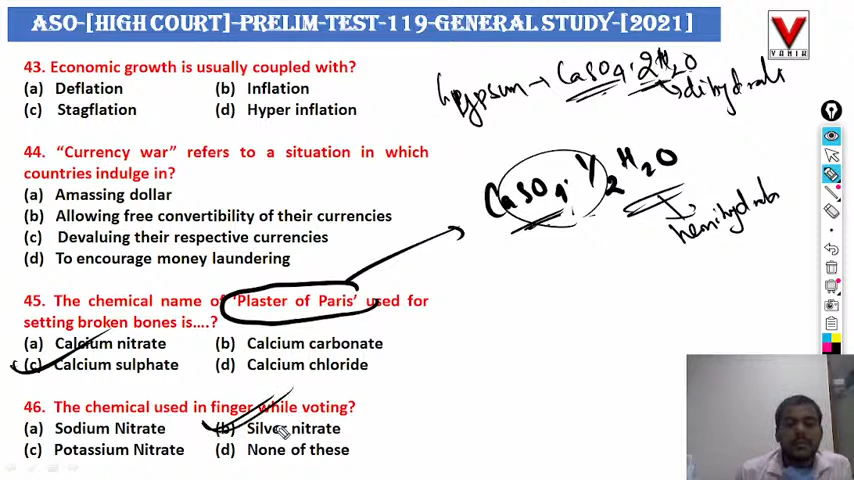 ASO-[HIGH COURT]-PRELIM-TEST-119-GENERAL STUDY-[2021]
V
VAMIR
43. Economic growth is usually coupled with?
(a) Deflation (b) Inflation
(c) Stagflation (d) Hyper inflation
44. “Currency war” refers to a situation in which
countries indulge in?
(a) Amassing dollar
(b) Allowing free convertibility of their currencies
(c) Devaluing their respective currencies
(d) To encourage money laundering
45. The chemical name of ‘Plaster of Paris’ used for
setting broken bones is....?
(a) Calcium nitrate (b) Calcium carbonate
(c) Calcium sulphate (d) Calcium chloride
46. The chemical used in finger while voting?
(a) Sodium Nitrate (b) Silver nitrate
(c) Potassium Nitrate (d) None of these
→ CaSO4·2H2O
dihydrate
CaSO4·1/2H2O
hemihydrate